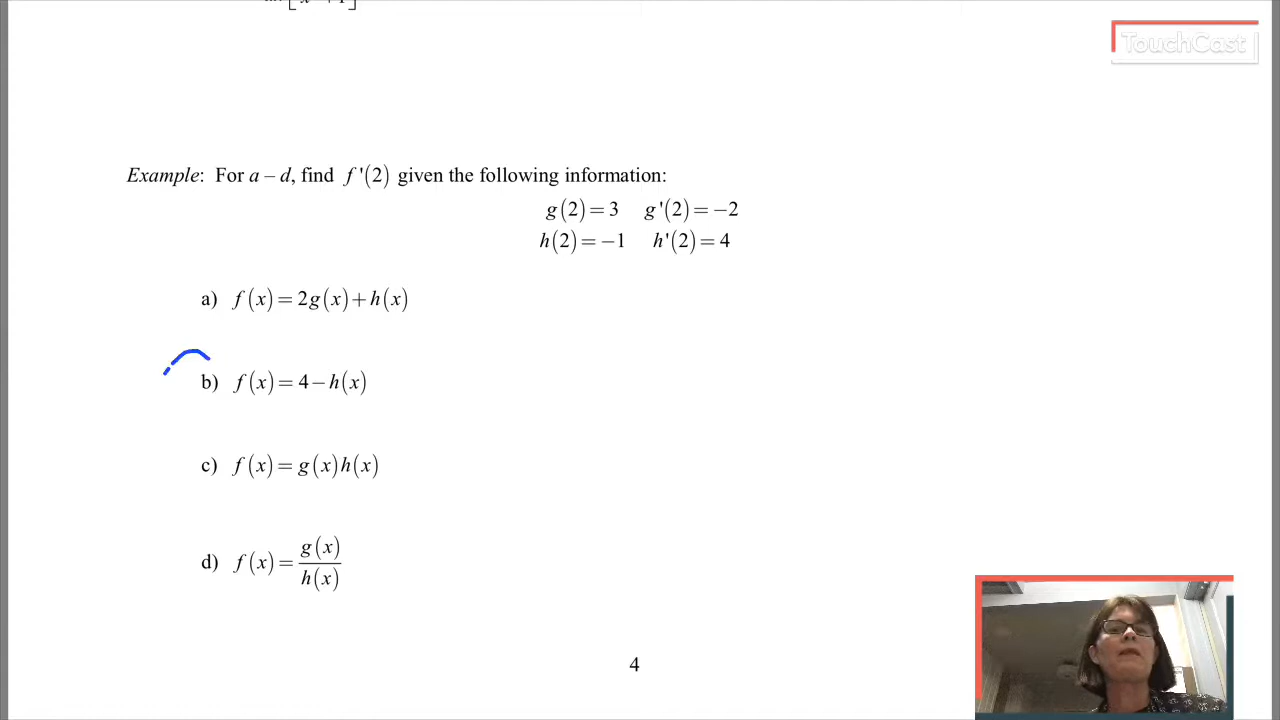 TouchCast
Example: For a – d, find f '(2) given the following information:
g(2) = 3 g '(2) = −2
h(2) = −1 h '(2) = 4
a) f(x) = 2g(x) + h(x)
b) f(x) = 4 − h(x)
c) f(x) = g(x)h(x)
d) f(x) = g(x)/h(x)
4